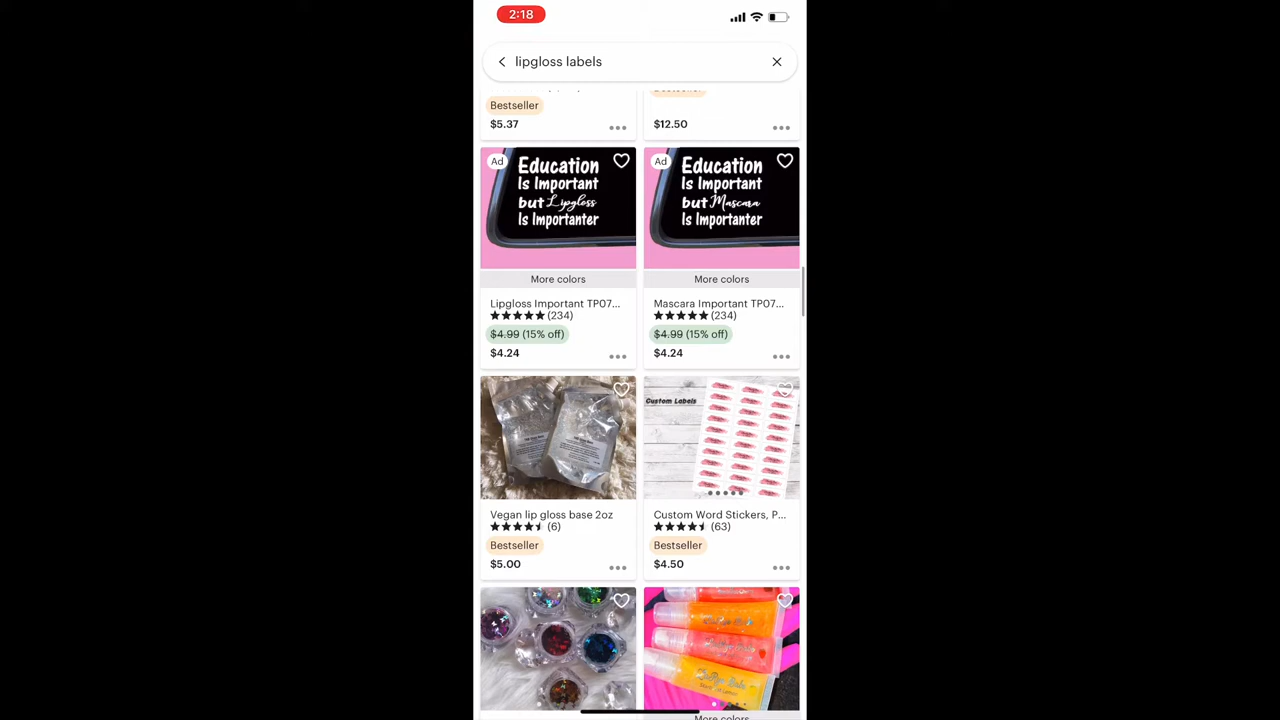 2:18
lipgloss labels
Bestseller
$5.37
$12.50
Ad
Education
Is Important
but Lipgloss
Is Importanter
More colors
Lipgloss Important TP07...
(234)
$4.99 (15% off)
$4.24
Ad
Education
Is Important
but Mascara
Is Importanter
More colors
Mascara Important TP07...
(234)
$4.99 (15% off)
$4.24
Vegan lip gloss base 2oz
(6)
Bestseller
$5.00
Custom Labels
Custom Word Stickers, P...
(63)
Bestseller
$4.50
More colors